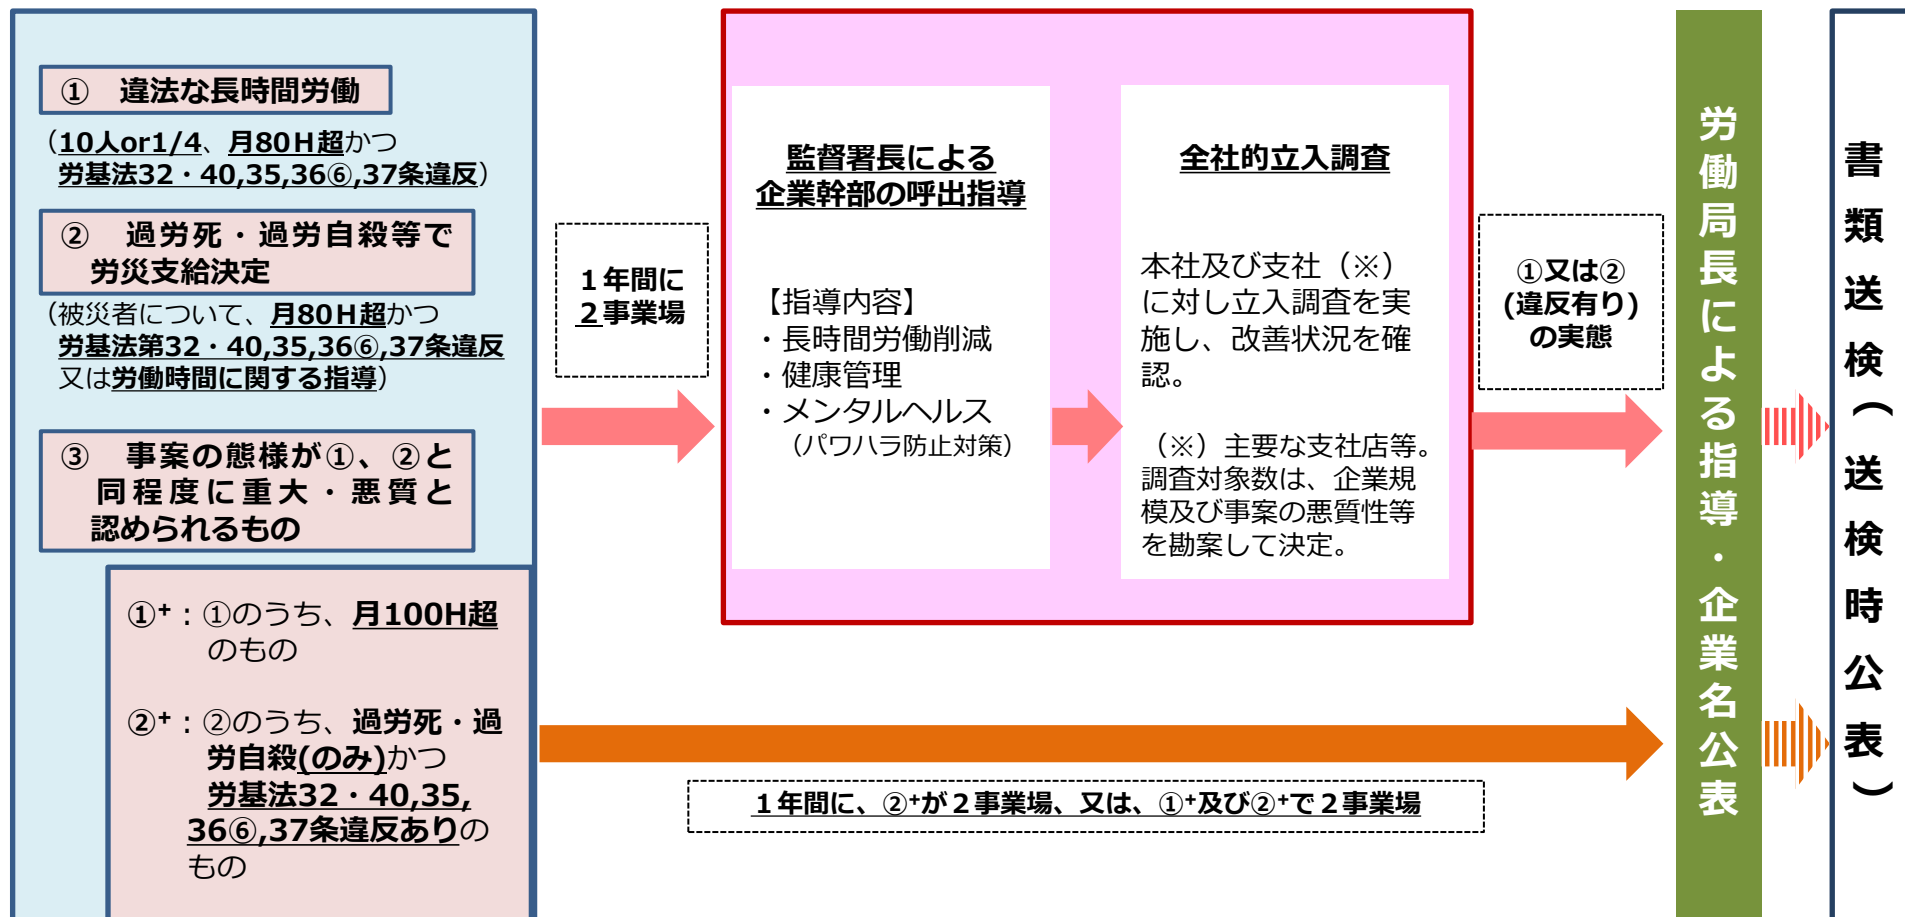 ① 違法な長時間労働
（10人or1/4、月80Ｈ超かつ
労基法32・40,35,36⑥,37条違反）
② 過労死・過労自殺等で
労災支給決定
（被災者について、月80Ｈ超かつ
労基法第32・40,35,36⑥,37条違反
又は労働時間に関する指導）
③ 事案の態様が①、②と
同程度に重大・悪質と
認められるもの
①⁺：①のうち、月100H超
のもの
②⁺：②のうち、過労死・過
労自殺(のみ)かつ
労基法32・40,35,
36⑥,37条違反ありの
もの
１年間に
２事業場
監督署長による
企業幹部の呼出指導
【指導内容】
・長時間労働削減
・健康管理
・メンタルヘルス
（パワハラ防止対策）
全社的立入調査
本社及び支社（※）
に対し立入調査を実
施し、改善状況を確
認。
（※）主要な支社店等。
調査対象数は、企業規
模及び事案の悪質性等
を勘案して決定。
①又は②
(違反有り)
の実態
１年間に、②⁺が２事業場、又は、①⁺及び②⁺で２事業場
労働局長による指導・企業名公表
書類送検（送検時公表）